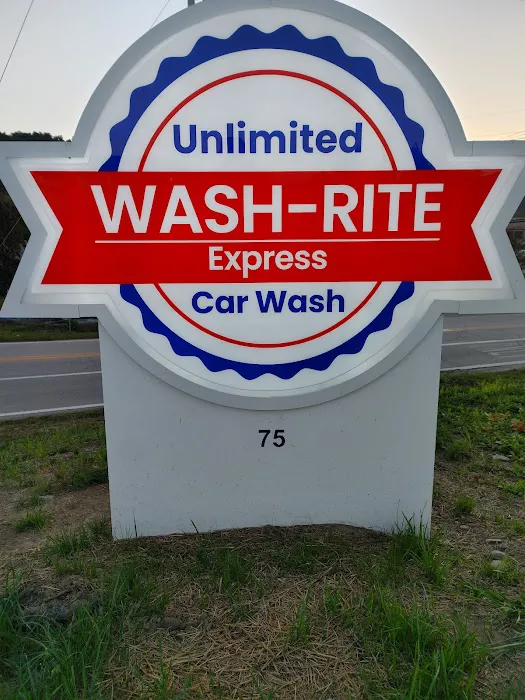 Unlimited
WASH-RITE
Express
Car Wash
75